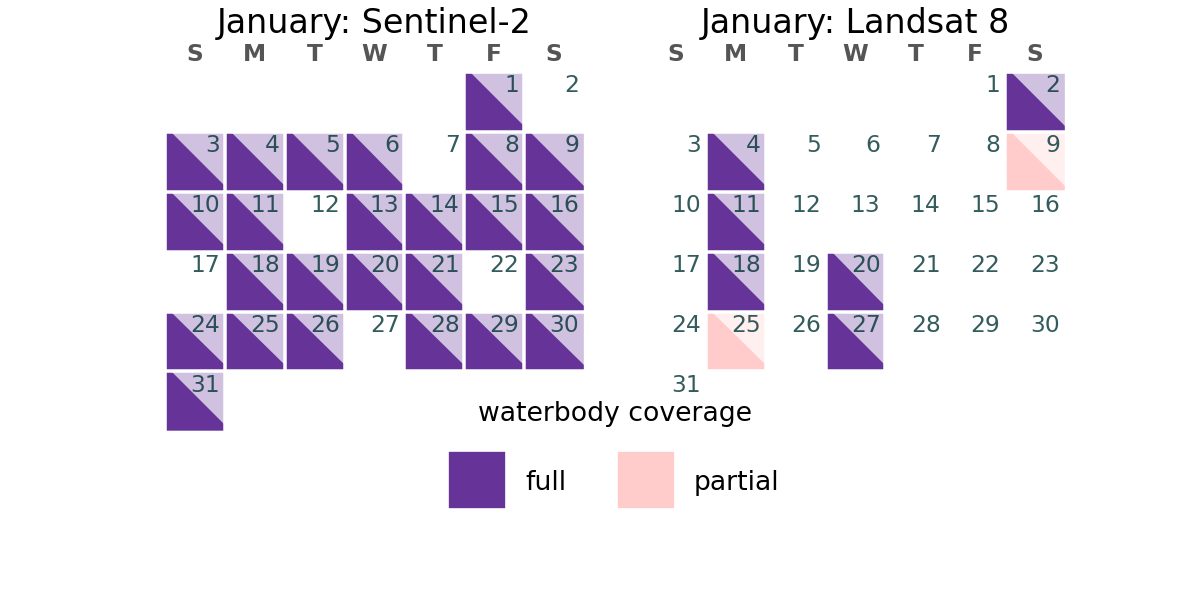 January: Sentinel-2
S M T W T F S
1 2
3 4 5 6 7 8 9
10 11 12 13 14 15 16
17 18 19 20 21 22 23
24 25 26 27 28 29 30
31
January: Landsat 8
S M T W T F S
1 2
3 4 5 6 7 8 9
10 11 12 13 14 15 16
17 18 19 20 21 22 23
24 25 26 27 28 29 30
31
waterbody coverage
full partial